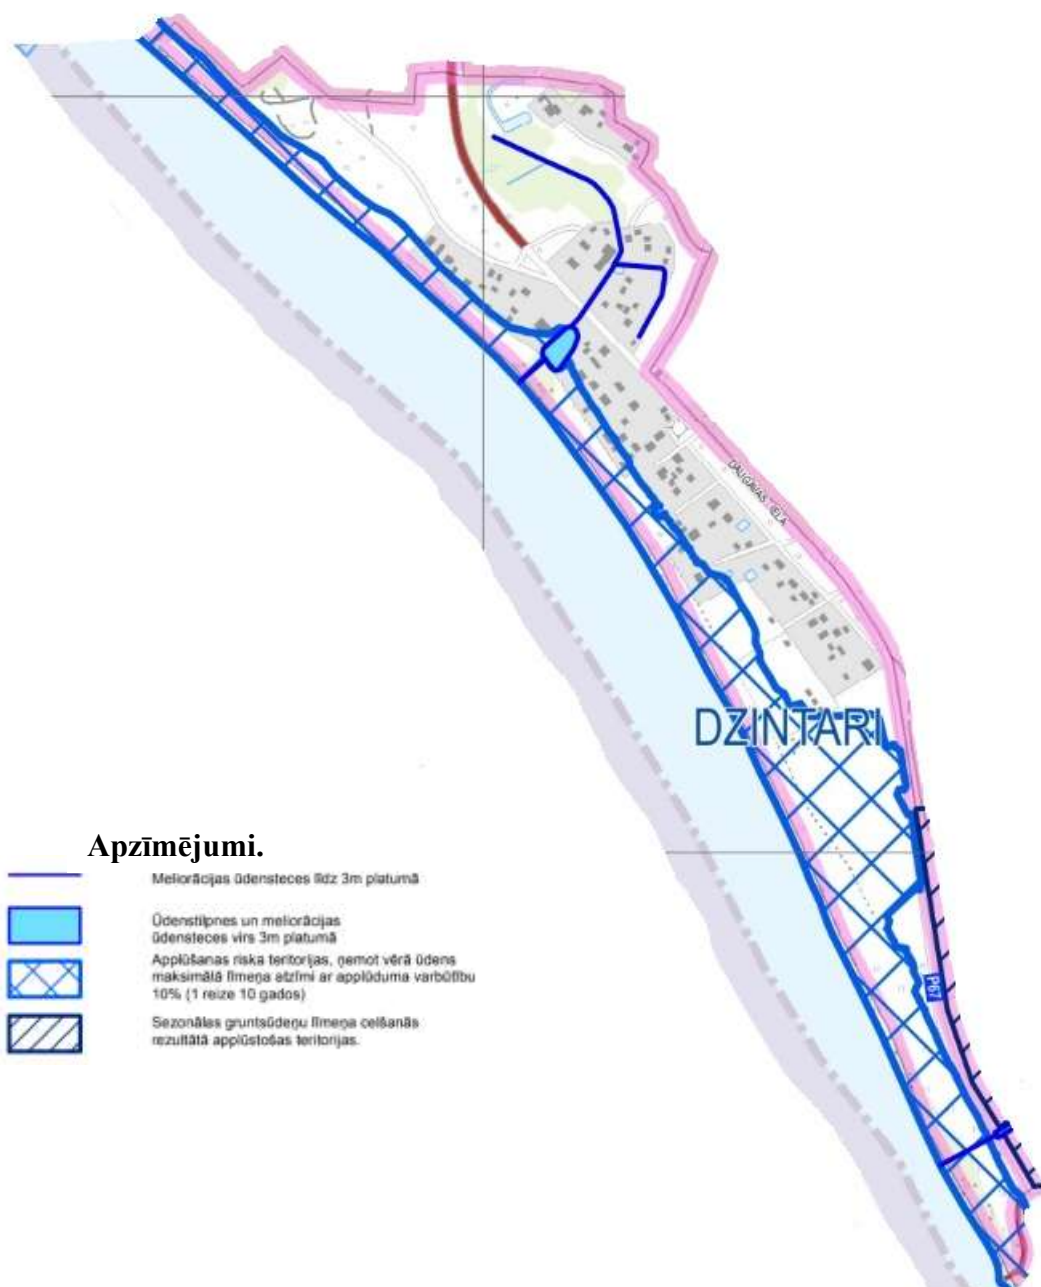 DAUGAVAS IELA
DZINTARI
Apzīmējumi.
Meliorācijas ūdensteces līdz 3m platumā
Ūdenstilpnes un meliorācijas
ūdensteces virs 3m platumā
Applūšanas riska teritorijas, ņemot vērā ūdens
maksimālā līmeņa atzīmi ar applūduma varbūtību
10% (1 reize 10 gados)
P67
Sezonālas gruntsūdeņu līmeņa celšanās
rezultātā applūstošas teritorijas.